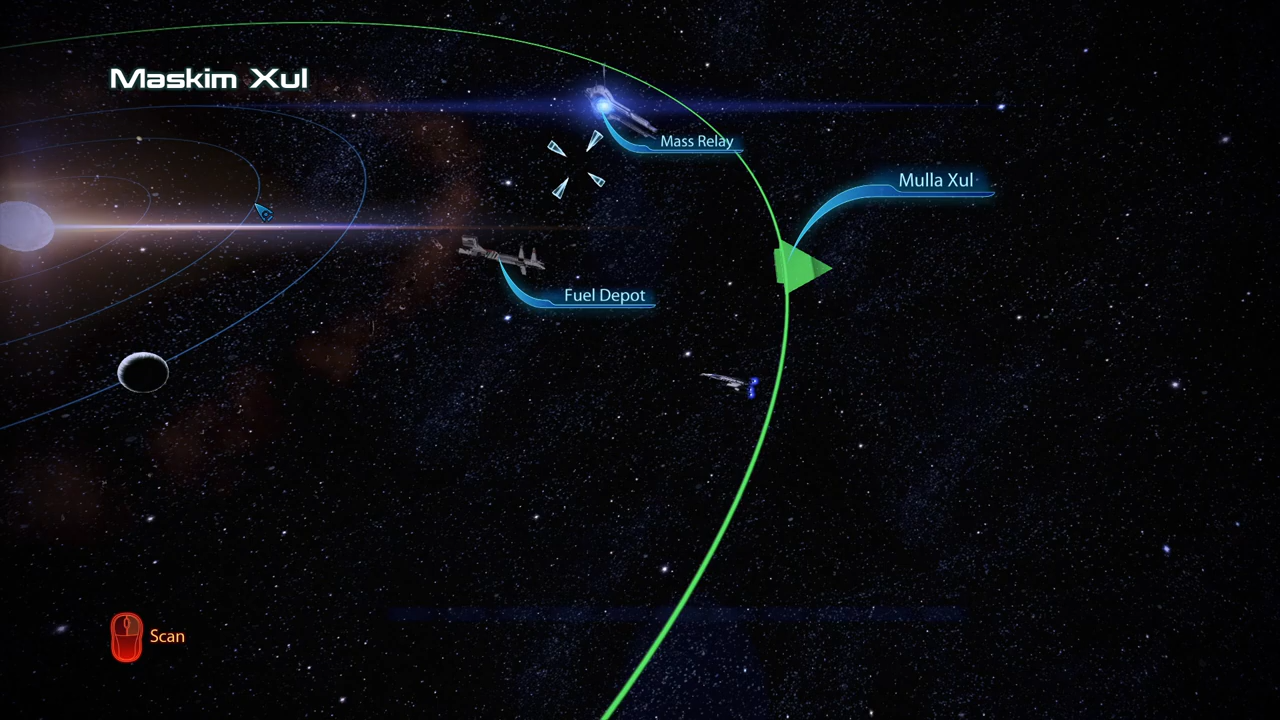 Maskim Xul
Mass Relay
Mulla Xul
Fuel Depot
Scan